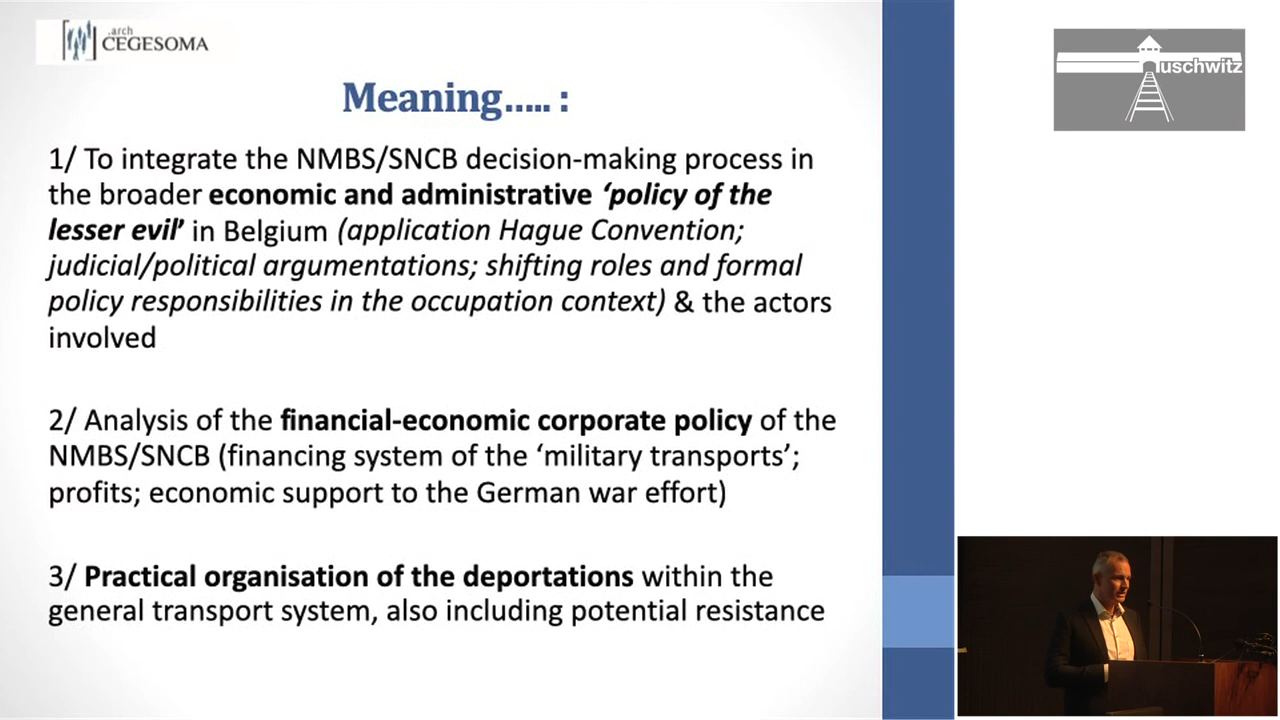 .arch
CEGESOMA
uschwitz
Meaning..... :
1/ To integrate the NMBS/SNCB decision-making process in
the broader economic and administrative ‘policy of the
lesser evil’ in Belgium (application Hague Convention;
judicial/political argumentations; shifting roles and formal
policy responsibilities in the occupation context) & the actors
involved
2/ Analysis of the financial-economic corporate policy of the
NMBS/SNCB (financing system of the ‘military transports’;
profits; economic support to the German war effort)
3/ Practical organisation of the deportations within the
general transport system, also including potential resistance